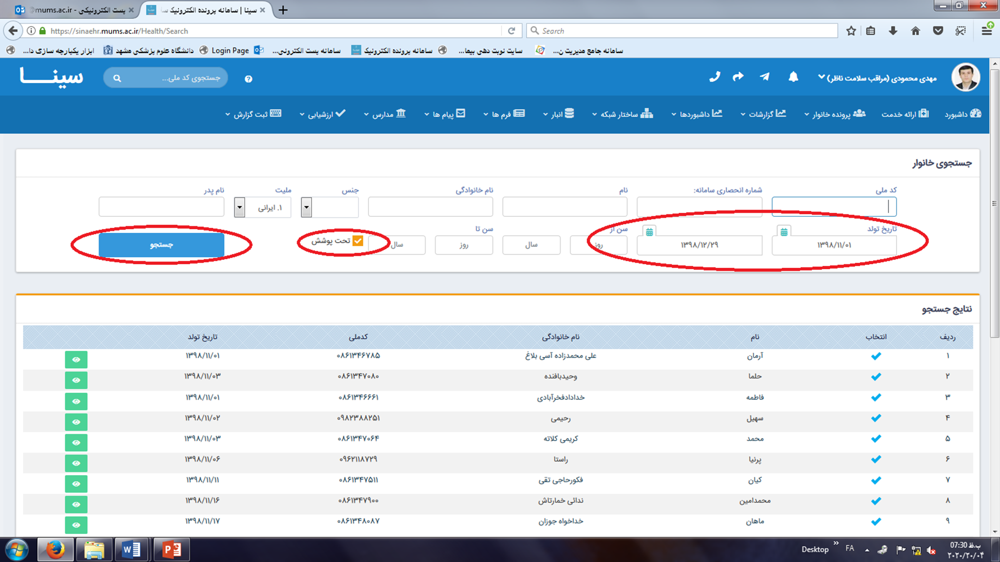 پست الکترونیکی - @mums.ac.ir
سینا | سامانه پرونده الکترونیک سا
https://sinaehr.mums.ac.ir/Health/Search
Search
ابزار یکپارچه سازی دا...
دانشگاه علوم پزشکی مشهد
Login Page
سامانه پست الکترونی...
سامانه پرونده الکترونیک
سایت نوبت دهی بیما...
سامانه جامع مدیریت ن...
مهدی محمودی (مراقب سلامت ناظر)
جستجوی کد ملی...
سینا
داشبورد
ارائه خدمت
پرونده خانوار
گزارشات
داشبوردها
ساختار شبکه
انبار
فرم ها
پیام ها
مدارس
ارزشیابی
ثبت گزارش
جستجوی خانوار
کد ملی
شماره انحصاری سامانه:
نام
نام خانوادگی
جنس
ملیت
نام پدر
۱. ایرانی
تاریخ تولد
سن از
سن تا
۱۳۹۸/۱۱/۰۱
۱۳۹۸/۱۲/۲۹
روز
سال
روز
سال
تحت پوشش
جستجو
نتایج جستجو
ردیف انتخاب نام نام خانوادگی کدملی تاریخ تولد
۱ آرمان علی محمدزاده آسی بلاغ ۰۸۶۱۳۴۶۷۸۵ ۱۳۹۸/۱۱/۰۱
۲ حلما وحیدبافنده ۰۸۶۱۳۴۷۰۸۰ ۱۳۹۸/۱۱/۰۳
۳ فاطمه خدادادفخرآبادی ۰۸۶۱۳۴۶۶۶۱ ۱۳۹۸/۱۱/۰۱
۴ سهیل رحیمی ۰۹۸۲۳۸۸۲۵۱ ۱۳۹۸/۱۱/۰۲
۵ محمد کریمی کلاته ۰۸۶۱۳۴۷۰۶۴ ۱۳۹۸/۱۱/۰۳
۶ پرنیا راستا ۰۹۶۲۱۱۸۷۲۹ ۱۳۹۸/۱۱/۰۶
۷ کیان فکورحاجی تقی ۰۸۶۱۳۴۷۵۱۱ ۱۳۹۸/۱۱/۱۱
۸ محمدامین ندائی خمارتاش ۰۸۶۱۳۴۷۹۰۰ ۱۳۹۸/۱۱/۱۶
۹ ماهان خداخواه جوزان ۰۸۶۱۳۴۸۰۸۷ ۱۳۹۸/۱۱/۱۷
Desktop
FA
07:30 ب.ظ
۲۰۲۰/۲۰/۰۴